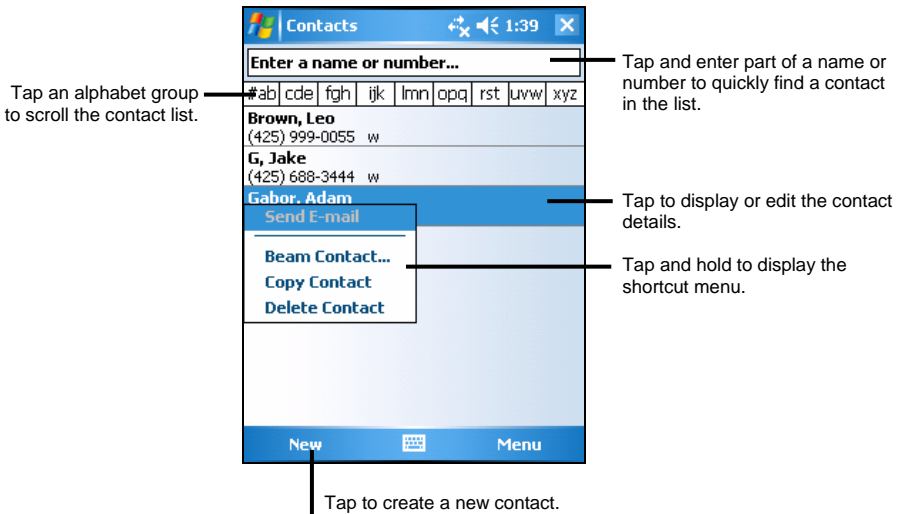 Contacts 1:39
Enter a name or number...
#ab cde fgh ijk lmn opq rst uvw xyz
Brown, Leo
(425) 999-0055 w
G, Jake
(425) 688-3444 w
Gabor, Adam
Send E-mail
Beam Contact...
Copy Contact
Delete Contact
New Menu
Tap an alphabet group
to scroll the contact list.
Tap and enter part of a name or
number to quickly find a contact
in the list.
Tap to display or edit the contact
details.
Tap and hold to display the
shortcut menu.
Tap to create a new contact.